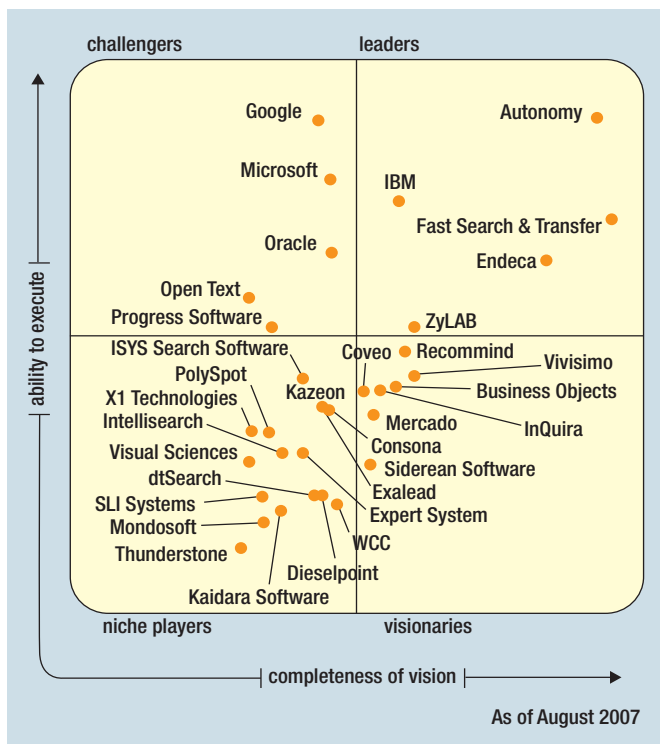 challengers
leaders
Google
Autonomy
Microsoft
IBM
Fast Search & Transfer
Oracle
Endeca
Open Text
Progress Software
ZyLAB
ISYS Search Software
Coveo
Recommind
Vivisimo
PolySpot
Kazeon
Business Objects
X1 Technologies
Intellisearch
Mercado
InQuira
Consona
Visual Sciences
Siderean Software
dtSearch
Exalead
SLI Systems
Expert System
Mondosoft
WCC
Thunderstone
Dieselpoint
Kaidara Software
niche players
visionaries
ability to execute
completeness of vision
As of August 2007